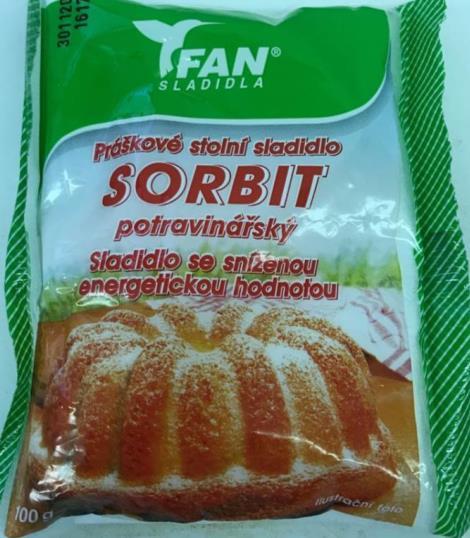 FAN®
SLADIDLA
Práškové stolní sladidlo
SORBIT
potravinářský
Sladidlo se sníženou
energetickou hodnotou
100 g
ilustrační foto